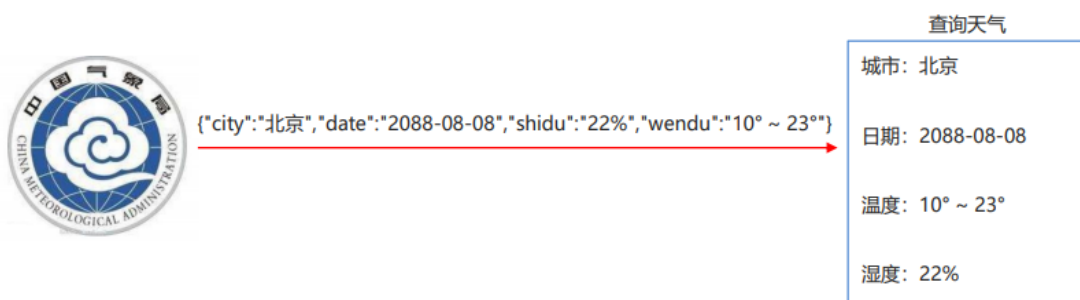 查询天气
中国气象局
CHINA METEOROLOGICAL ADMINISTRATION
{"city":"北京","date":"2088-08-08","shidu":"22%","wendu":"10° ~ 23°"}
城市：北京
日期：2088-08-08
温度：10° ~ 23°
湿度：22%